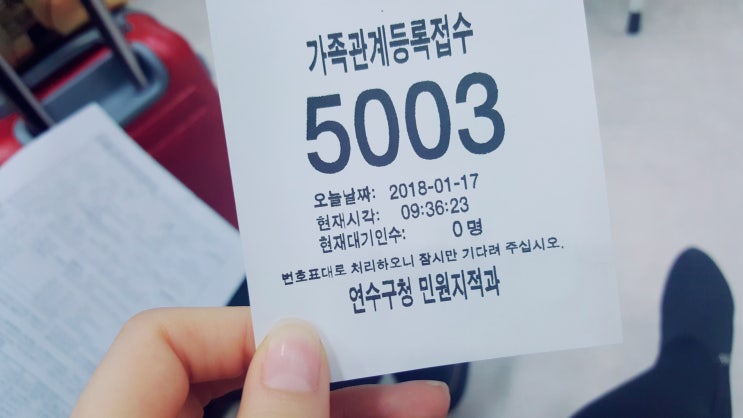 가족관계등록접수
5003
오늘날짜: 2018-01-17
현재시각: 09:36:23
현재대기인수: 0 명
번호표대로 처리하오니 잠시만 기다려 주십시오.
연수구청 민원지적과